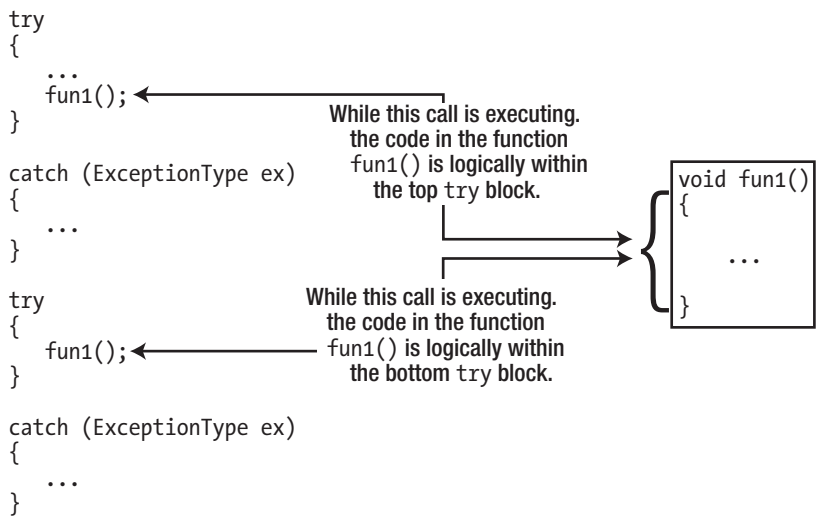 try
{
...
fun1();
}
catch (ExceptionType ex)
{
...
}
try
{
fun1();
}
catch (ExceptionType ex)
{
...
}
While this call is executing.
the code in the function
fun1() is logically within
the top try block.
While this call is executing.
the code in the function
fun1() is logically within
the bottom try block.
void fun1()
{
...
}